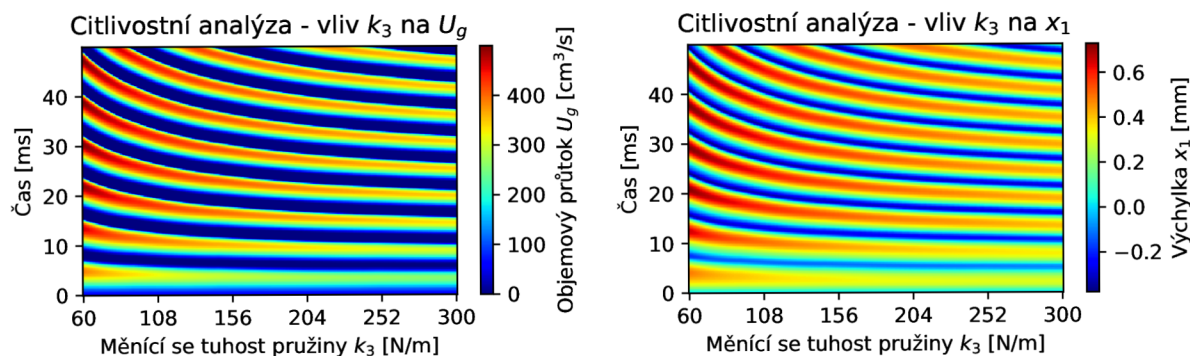 Citlivostní analýza - vliv k₃ na U_g
Čas [ms]
40
30
20
10
0
60 108 156 204 252 300
Měnící se tuhost pružiny k₃ [N/m]
400
300
200
100
0
Objemový průtok U_g [cm³/s]
Citlivostní analýza - vliv k₃ na x₁
Čas [ms]
40
30
20
10
0
60 108 156 204 252 300
Měnící se tuhost pružiny k₃ [N/m]
0.6
0.4
0.2
0.0
−0.2
Výchylka x₁ [mm]